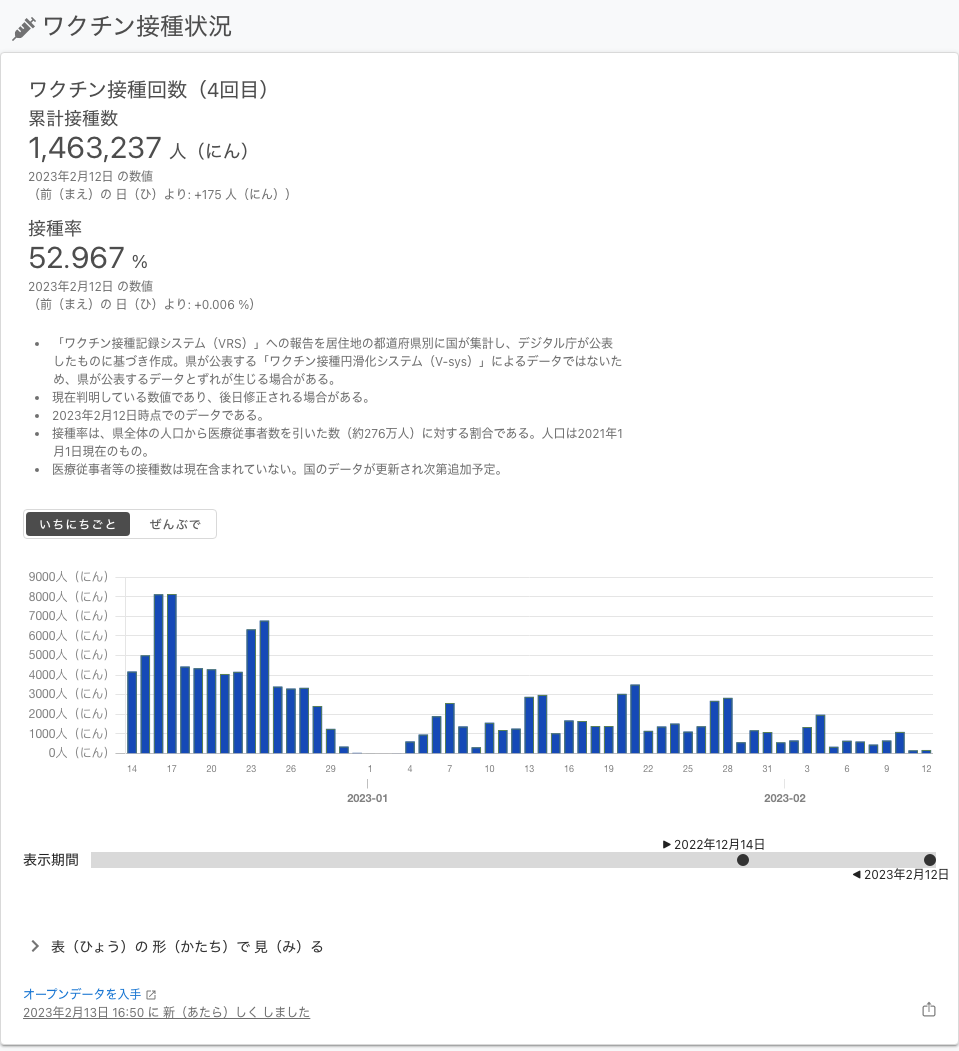 ワクチン接種状況
ワクチン接種回数（4回目）
累計接種数
1,463,237 人（にん）
2023年2月12日 の数値
（前（まえ）の 日（ひ）より: +175 人（にん））
接種率
52.967 %
2023年2月12日 の数値
（前（まえ）の 日（ひ）より: +0.006 %）
• 「ワクチン接種記録システム（VRS）」への報告を居住地の都道府県別に国が集計し、デジタル庁が公表
したものに基づき作成。県が公表する「ワクチン接種円滑化システム（V-sys）」によるデータではないた
め、県が公表するデータとずれが生じる場合がある。
• 現在判明している数値であり、後日修正される場合がある。
• 2023年2月12日時点でのデータである。
• 接種率は、県全体の人口から医療従事者数を引いた数（約276万人）に対する割合である。人口は2021年1
月1日現在のもの。
• 医療従事者等の接種数は現在含まれていない。国のデータが更新され次第追加予定。
いちにちごと ぜんぶで
9000人（にん）
8000人（にん）
7000人（にん）
6000人（にん）
5000人（にん）
4000人（にん）
3000人（にん）
2000人（にん）
1000人（にん）
0人（にん）
14 17 20 23 26 29 1 4 7 10 13 16 19 22 25 28 31 3 6 9 12
2023-01 2023-02
▶ 2022年12月14日
表示期間
◀ 2023年2月12日
表（ひょう）の 形（かたち）で 見（み）る
オープンデータを入手
2023年2月13日 16:50 に 新（あたら）しく しました